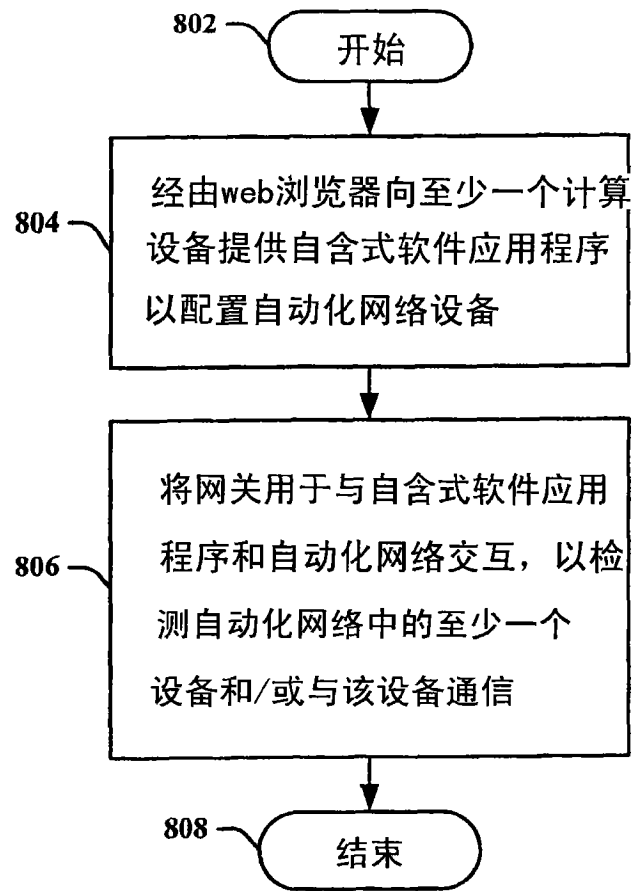 802
开始
804
经由web浏览器向至少一个计算
设备提供自含式软件应用程序
以配置自动化网络设备
806
将网关用于与自含式软件应用
程序和自动化网络交互，以检
测自动化网络中的至少一个
设备和/或与该设备通信
808
结束